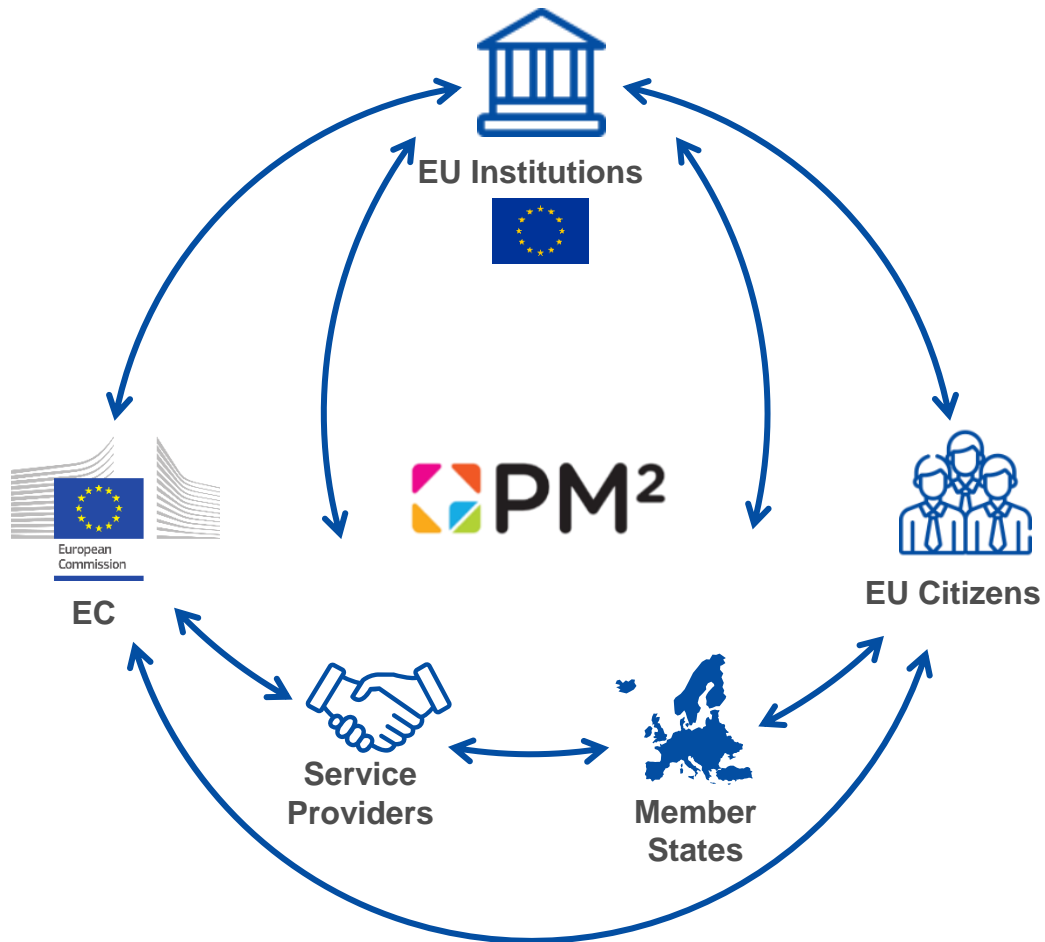 EU Institutions
PM²
European
Commission
EC
EU Citizens
Service
Providers
Member
States